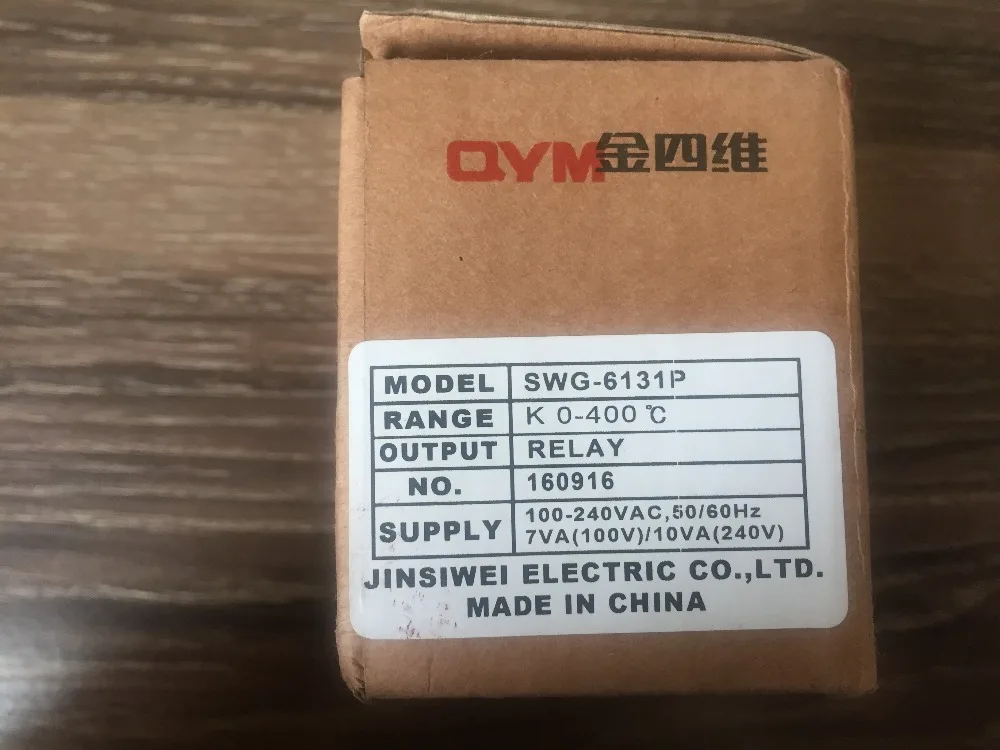 QYM金四维
MODEL SWG-6131P
RANGE K 0-400℃
OUTPUT RELAY
NO. 160916
SUPPLY 100-240VAC,50/60Hz
7VA(100V)/10VA(240V)
JINSIWEI ELECTRIC CO.,LTD.
MADE IN CHINA